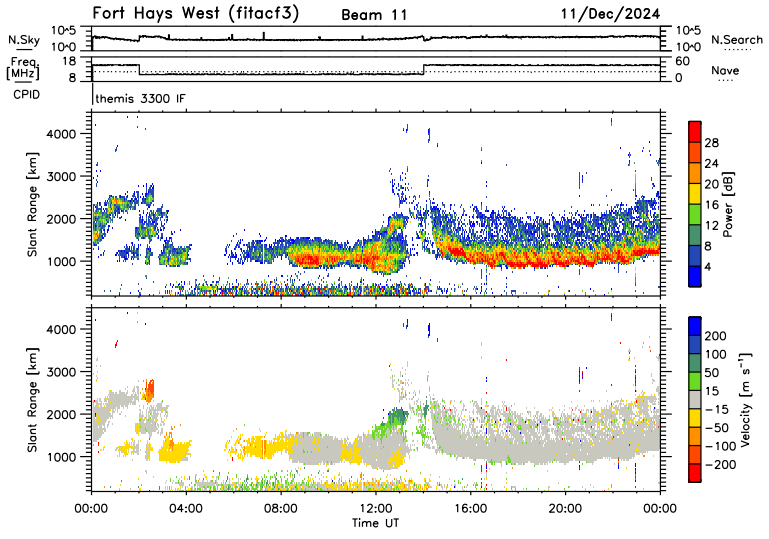 Fort Hays West (fitacf3) Beam 11 11/Dec/2024
N.Sky 10^5 10^0 10^5 10^0 N.Search
Freq. [MHz] 18 8 60 0 Nave
CPID themis 3300 IF
Slant Range [km] 4000 3000 2000 1000
Power [dB] 28 24 20 16 12 8 4
Slant Range [km] 4000 3000 2000 1000
Velocity [m s⁻¹] 200 100 50 15 −15 −50 −100 −200
00:00 04:00 08:00 12:00 16:00 20:00 00:00
Time UT